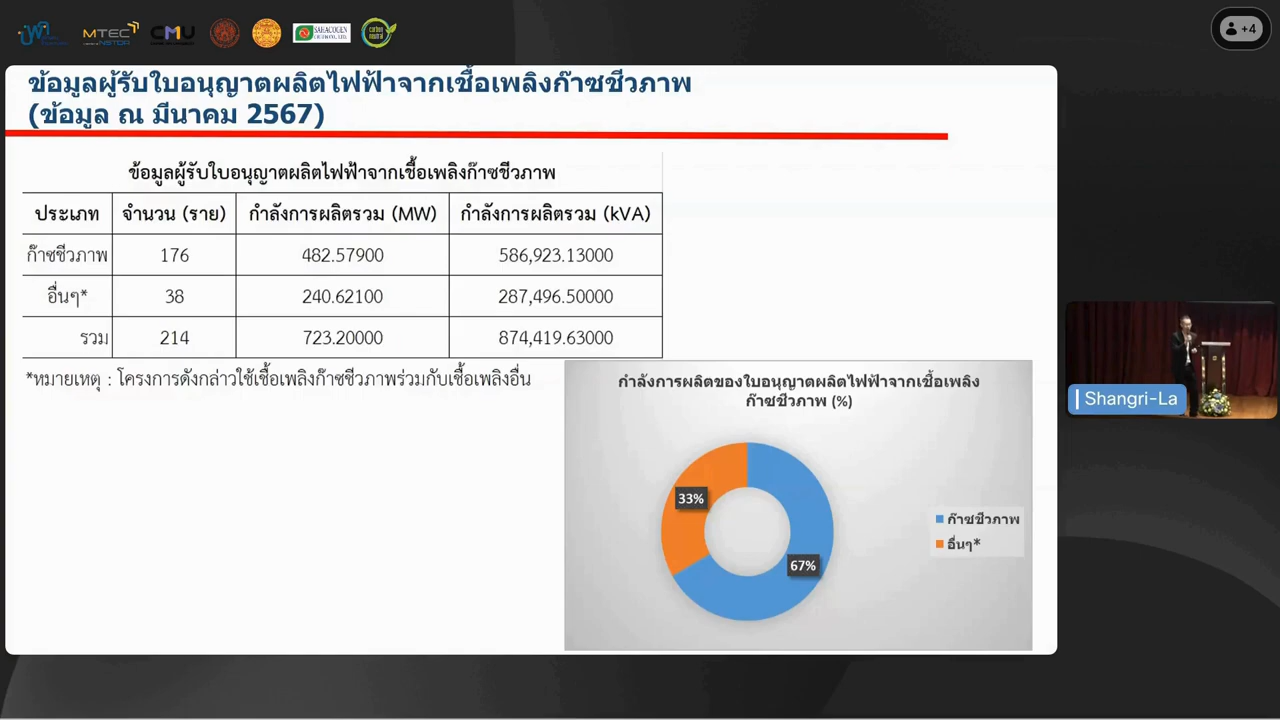 MTEC
NSTDA
CMU
SAHACOGEN
carbon
neutral
+4
ข้อมูลผู้รับใบอนุญาตผลิตไฟฟ้าจากเชื้อเพลิงก๊าซชีวภาพ
(ข้อมูล ณ มีนาคม 2567)
ข้อมูลผู้รับใบอนุญาตผลิตไฟฟ้าจากเชื้อเพลิงก๊าซชีวภาพ
ประเภท จำนวน (ราย) กำลังการผลิตรวม (MW) กำลังการผลิตรวม (kVA)
ก๊าซชีวภาพ 176 482.57900 586,923.13000
อื่นๆ* 38 240.62100 287,496.50000
รวม 214 723.20000 874,419.63000
*หมายเหตุ : โครงการดังกล่าวใช้เชื้อเพลิงก๊าซชีวภาพร่วมกับเชื้อเพลิงอื่น
กำลังการผลิตของใบอนุญาตผลิตไฟฟ้าจากเชื้อเพลิง
ก๊าซชีวภาพ (%)
33%
67%
ก๊าซชีวภาพ
อื่นๆ*
Shangri-La